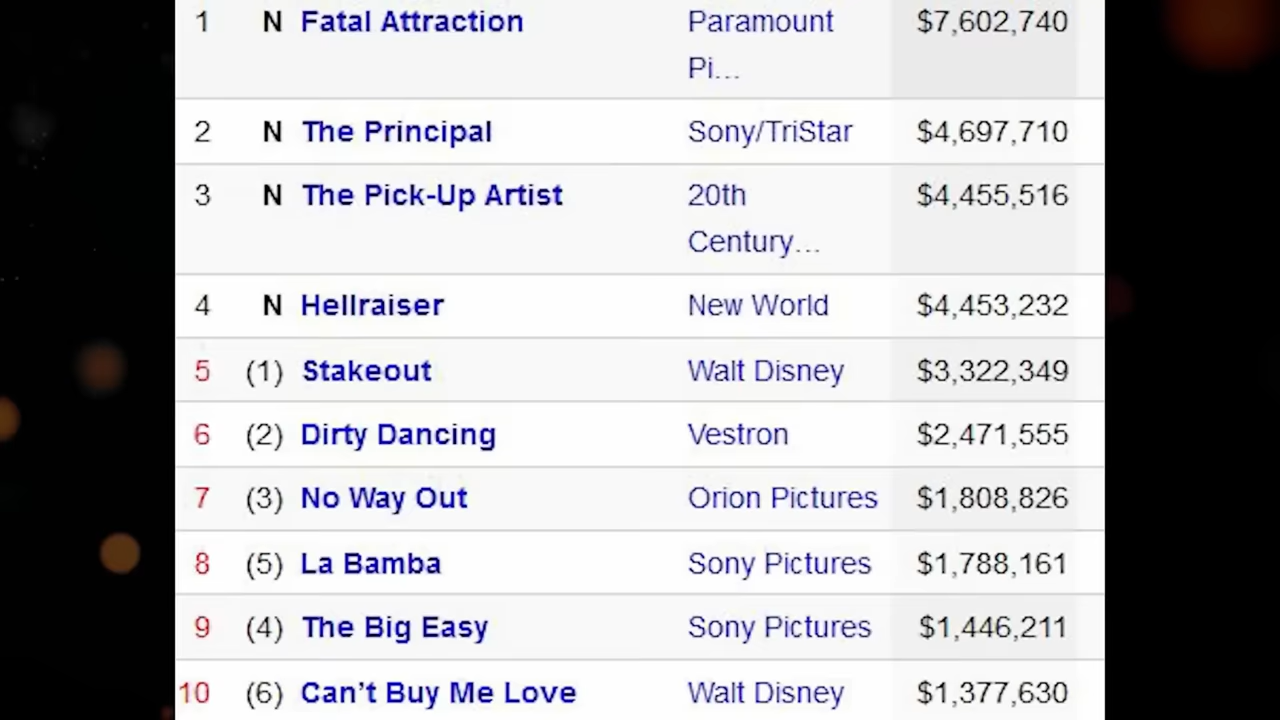 1 N Fatal Attraction Paramount $7,602,740
Pi...
2 N The Principal Sony/TriStar $4,697,710
3 N The Pick-Up Artist 20th $4,455,516
Century...
4 N Hellraiser New World $4,453,232
5 (1) Stakeout Walt Disney $3,322,349
6 (2) Dirty Dancing Vestron $2,471,555
7 (3) No Way Out Orion Pictures $1,808,826
8 (5) La Bamba Sony Pictures $1,788,161
9 (4) The Big Easy Sony Pictures $1,446,211
10 (6) Can’t Buy Me Love Walt Disney $1,377,630